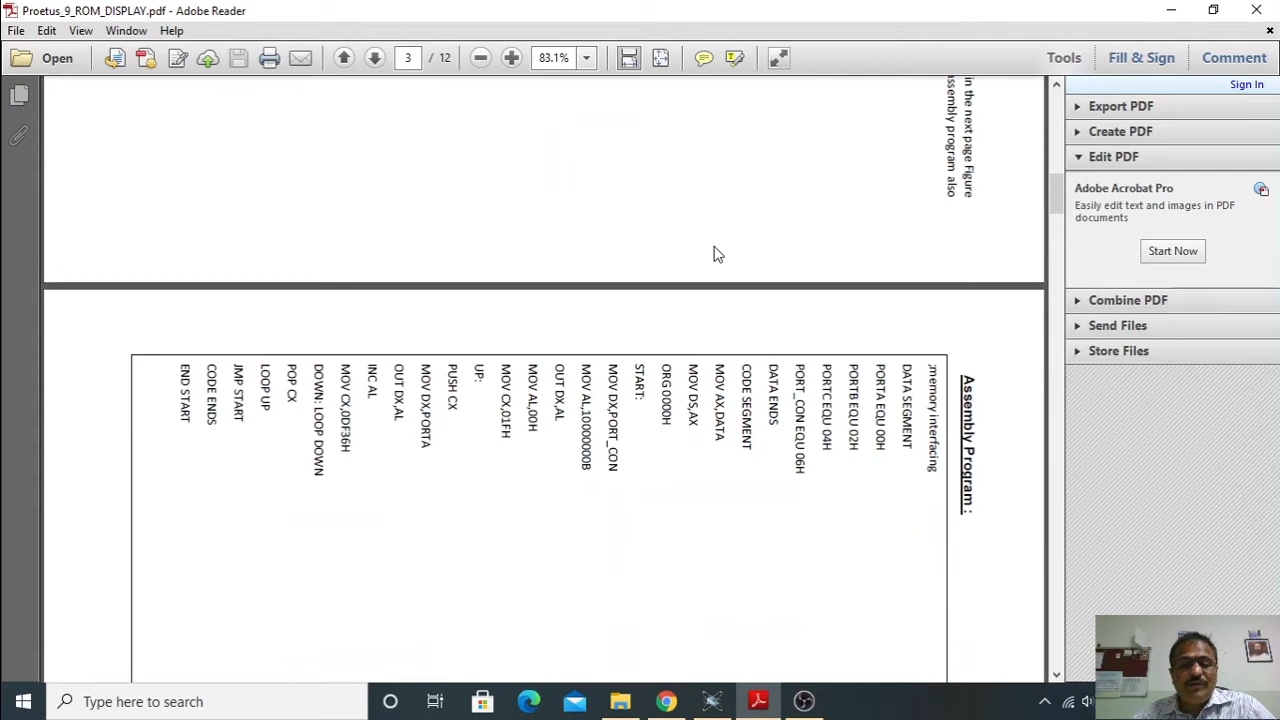 Proetus_9_ROM_DISPLAY.pdf - Adobe Reader
File Edit View Window Help
Open 3 / 12 83.1% Tools Fill & Sign Comment
Sign In
Export PDF
Create PDF
Edit PDF
Adobe Acrobat Pro
Easily edit text and images in PDF
documents
Start Now
Combine PDF
Send Files
Store Files
in the next page Figure
assembly program also
Assembly Program :
;memory interfacing
DATA SEGMENT
PORTA EQU 00H
PORTB EQU 02H
PORTC EQU 04H
PORT_CON EQU 06H
DATA ENDS
CODE SEGMENT
MOV AX,DATA
MOV DS,AX
ORG 0000H
START:
MOV DX,PORT_CON
MOV AL,10000000B
OUT DX,AL
MOV AL,00H
MOV CX,01FH
UP:
PUSH CX
MOV DX,PORTA
OUT DX,AL
INC AL
MOV CX,0DF36H
DOWN: LOOP DOWN
POP CX
LOOP UP
JMP START
CODE ENDS
END START
Type here to search